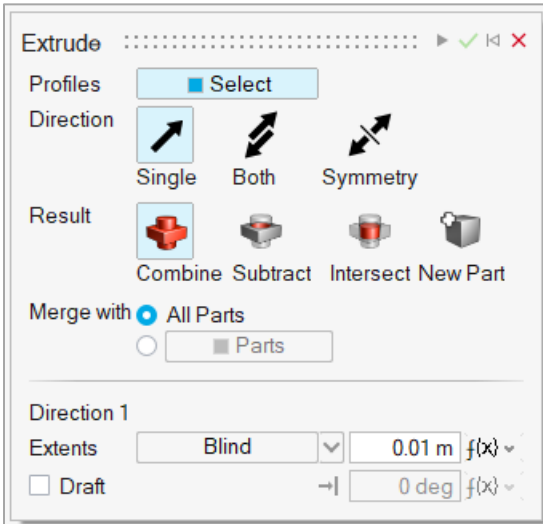 Extrude
Profiles Select
Direction
Single Both Symmetry
Result
Combine Subtract Intersect New Part
Merge with All Parts
Parts
Direction 1
Extents Blind 0.01 m f(x)
Draft 0 deg f(x)